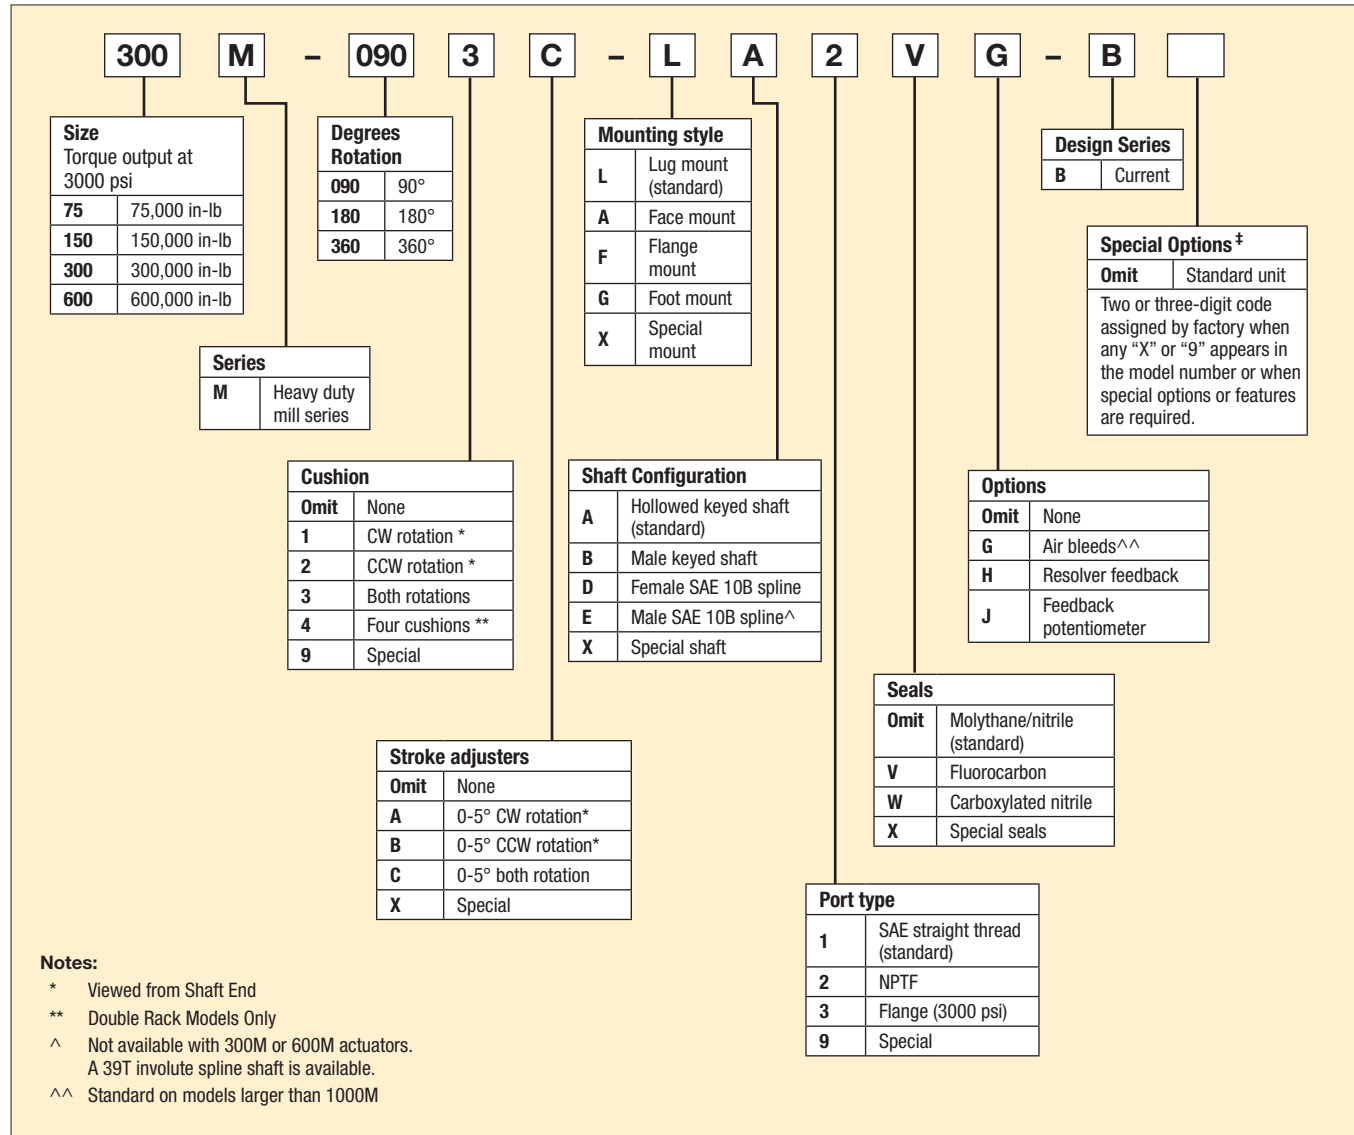 300 M – 090 3 C – L A 2 V G – B
Size
Torque output at
3000 psi
75 75,000 in-lb
150 150,000 in-lb
300 300,000 in-lb
600 600,000 in-lb
Series
M Heavy duty
mill series
Degrees
Rotation
090 90°
180 180°
360 360°
Cushion
Omit None
1 CW rotation *
2 CCW rotation *
3 Both rotations
4 Four cushions **
9 Special
Stroke adjusters
Omit None
A 0-5° CW rotation*
B 0-5° CCW rotation*
C 0-5° both rotation
X Special
Mounting style
L Lug mount
(standard)
A Face mount
F Flange
mount
G Foot mount
X Special
mount
Shaft Configuration
A Hollowed keyed shaft
(standard)
B Male keyed shaft
D Female SAE 10B spline
E Male SAE 10B spline^
X Special shaft
Port type
1 SAE straight thread
(standard)
2 NPTF
3 Flange (3000 psi)
9 Special
Seals
Omit Molythane/nitrile
(standard)
V Fluorocarbon
W Carboxylated nitrile
X Special seals
Options
Omit None
G Air bleeds^^
H Resolver feedback
J Feedback
potentiometer
Design Series
B Current
Special Options ‡
Omit Standard unit
Two or three-digit code
assigned by factory when
any “X” or “9” appears in
the model number or when
special options or features
are required.
Notes:
* Viewed from Shaft End
** Double Rack Models Only
^ Not available with 300M or 600M actuators.
A 39T involute spline shaft is available.
^^ Standard on models larger than 1000M